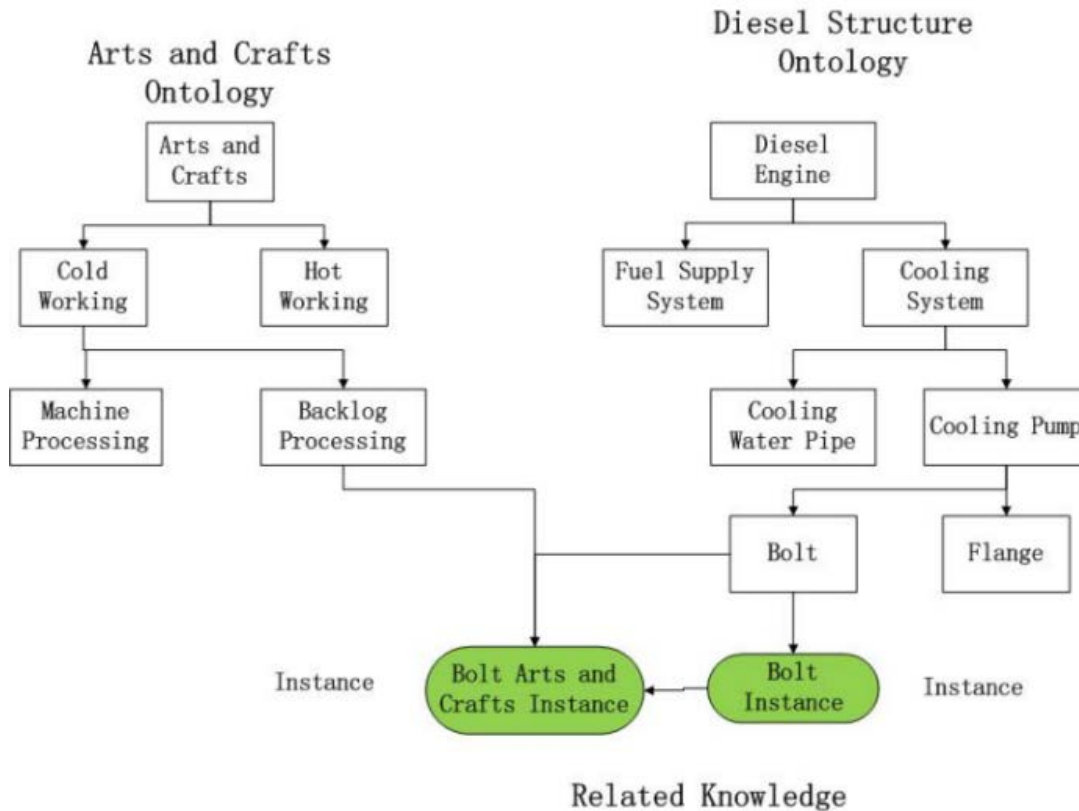 Arts and Crafts
Ontology
Diesel Structure
Ontology
Arts and
Crafts
Diesel
Engine
Cold
Working
Hot
Working
Fuel Supply
System
Cooling
System
Machine
Processing
Backlog
Processing
Cooling
Water Pipe
Cooling Pump
Bolt
Flange
Instance
Bolt Arts and
Crafts Instance
Bolt
Instance
Instance
Related Knowledge